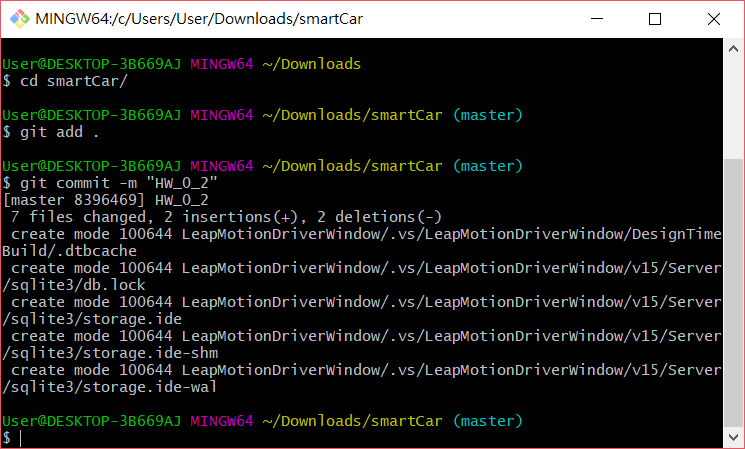 MINGW64:/c/Users/User/Downloads/smartCar
User@DESKTOP-3B669AJ MINGW64 ~/Downloads
$ cd smartCar/
User@DESKTOP-3B669AJ MINGW64 ~/Downloads/smartCar (master)
$ git add .
User@DESKTOP-3B669AJ MINGW64 ~/Downloads/smartCar (master)
$ git commit -m "HW_O_2"
[master 8396469] HW_O_2
 7 files changed, 2 insertions(+), 2 deletions(-)
 create mode 100644 LeapMotionDriverWindow/.vs/LeapMotionDriverWindow/DesignTime
Build/.dtbcache
 create mode 100644 LeapMotionDriverWindow/.vs/LeapMotionDriverWindow/v15/Server
/sqlite3/db.lock
 create mode 100644 LeapMotionDriverWindow/.vs/LeapMotionDriverWindow/v15/Server
/sqlite3/storage.ide
 create mode 100644 LeapMotionDriverWindow/.vs/LeapMotionDriverWindow/v15/Server
/sqlite3/storage.ide-shm
 create mode 100644 LeapMotionDriverWindow/.vs/LeapMotionDriverWindow/v15/Server
/sqlite3/storage.ide-wal
User@DESKTOP-3B669AJ MINGW64 ~/Downloads/smartCar (master)
$